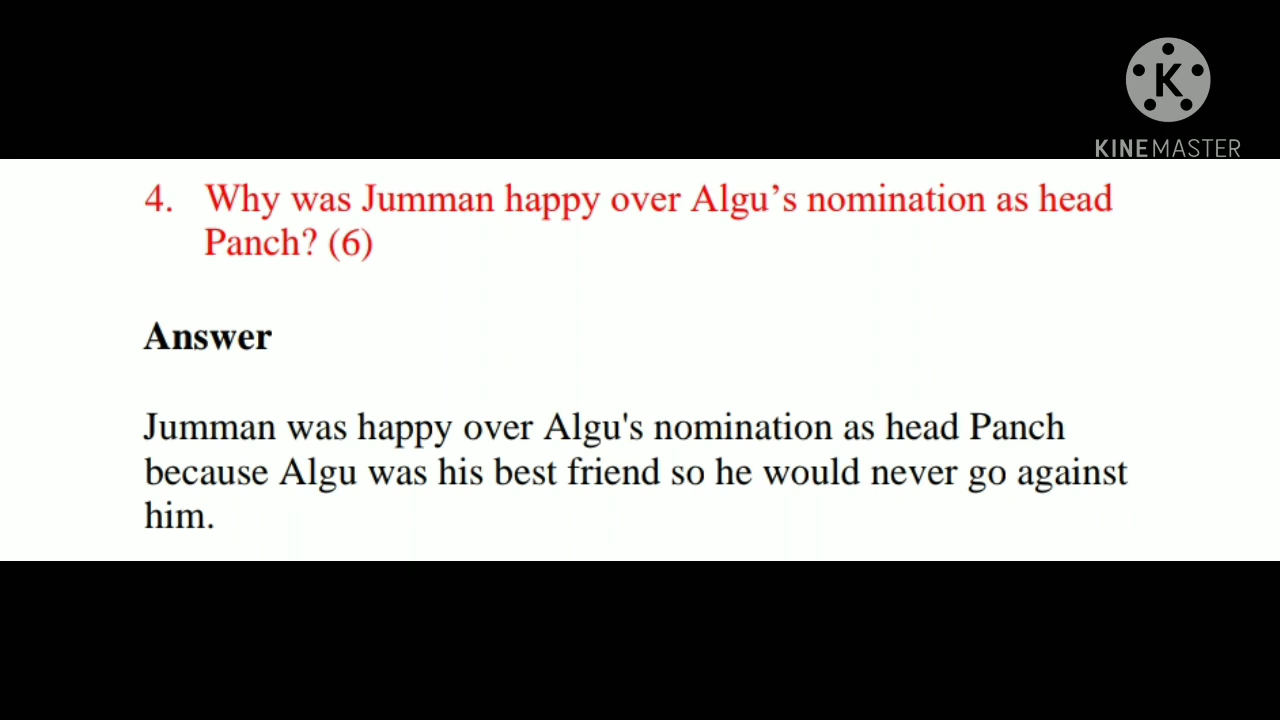 K
KINEMASTER
4. Why was Jumman happy over Algu’s nomination as head
Panch? (6)
Answer
Jumman was happy over Algu's nomination as head Panch
because Algu was his best friend so he would never go against
him.